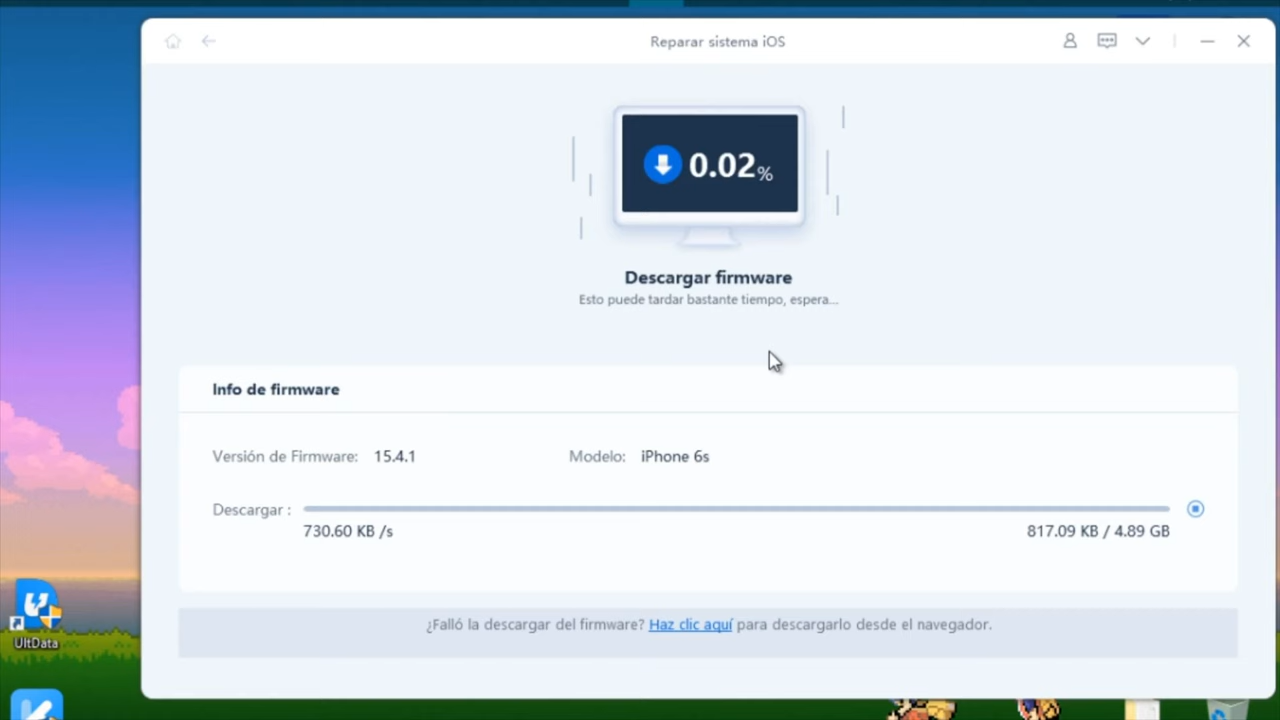 Reparar sistema iOS
0.02%
Descargar firmware
Esto puede tardar bastante tiempo, espera...
Info de firmware
Versión de Firmware: 15.4.1
Modelo: iPhone 6s
Descargar :
730.60 KB /s
817.09 KB / 4.89 GB
¿Falló la descargar del firmware? Haz clic aquí para descargarlo desde el navegador.
UltData